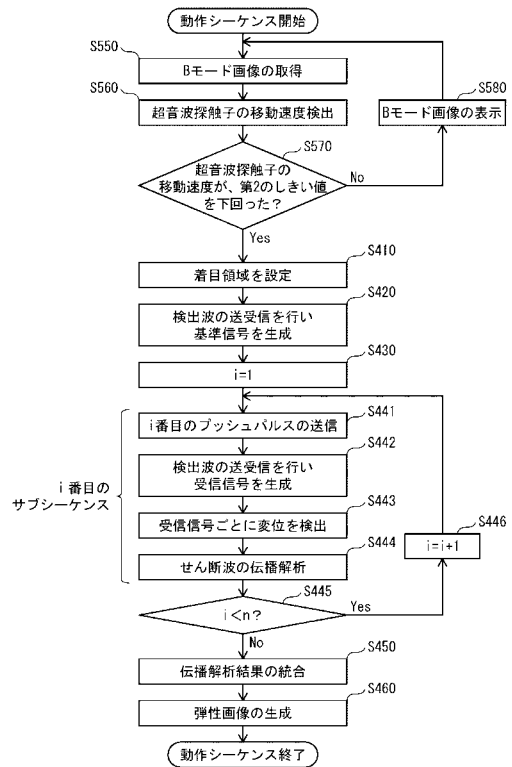 動作シーケンス開始
S550
Bモード画像の取得
S560
超音波探触子の移動速度検出
S580
Bモード画像の表示
S570
超音波探触子の
移動速度が、第2のしきい値
を下回った?
No
Yes
S410
着目領域を設定
S420
検出波の送受信を行い
基準信号を生成
S430
i=1
S441
i番目のプッシュパルスの送信
S442
検出波の送受信を行い
受信信号を生成
i番目の
サブシーケンス
S443
受信信号ごとに変位を検出
S446
i=i+1
S444
せん断波の伝播解析
S445
i<n?
Yes
No
S450
伝播解析結果の統合
S460
弾性画像の生成
動作シーケンス終了